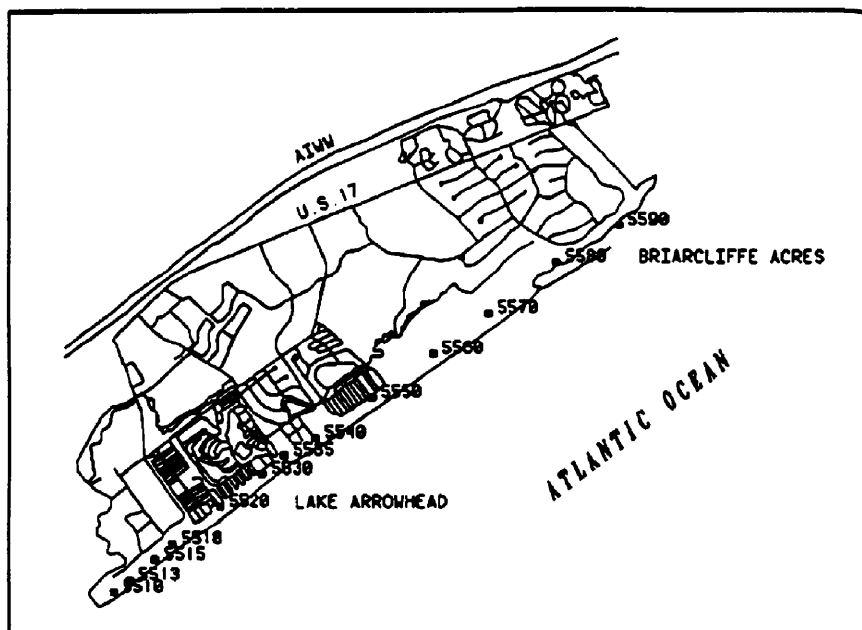 AIWW
U.S.17
5590
5580 BRIARCLIFFE ACRES
5570
5560
5550
ATLANTIC OCEAN
5540
5535
5530
5520 LAKE ARROWHEAD
5518
5515
5513
5510